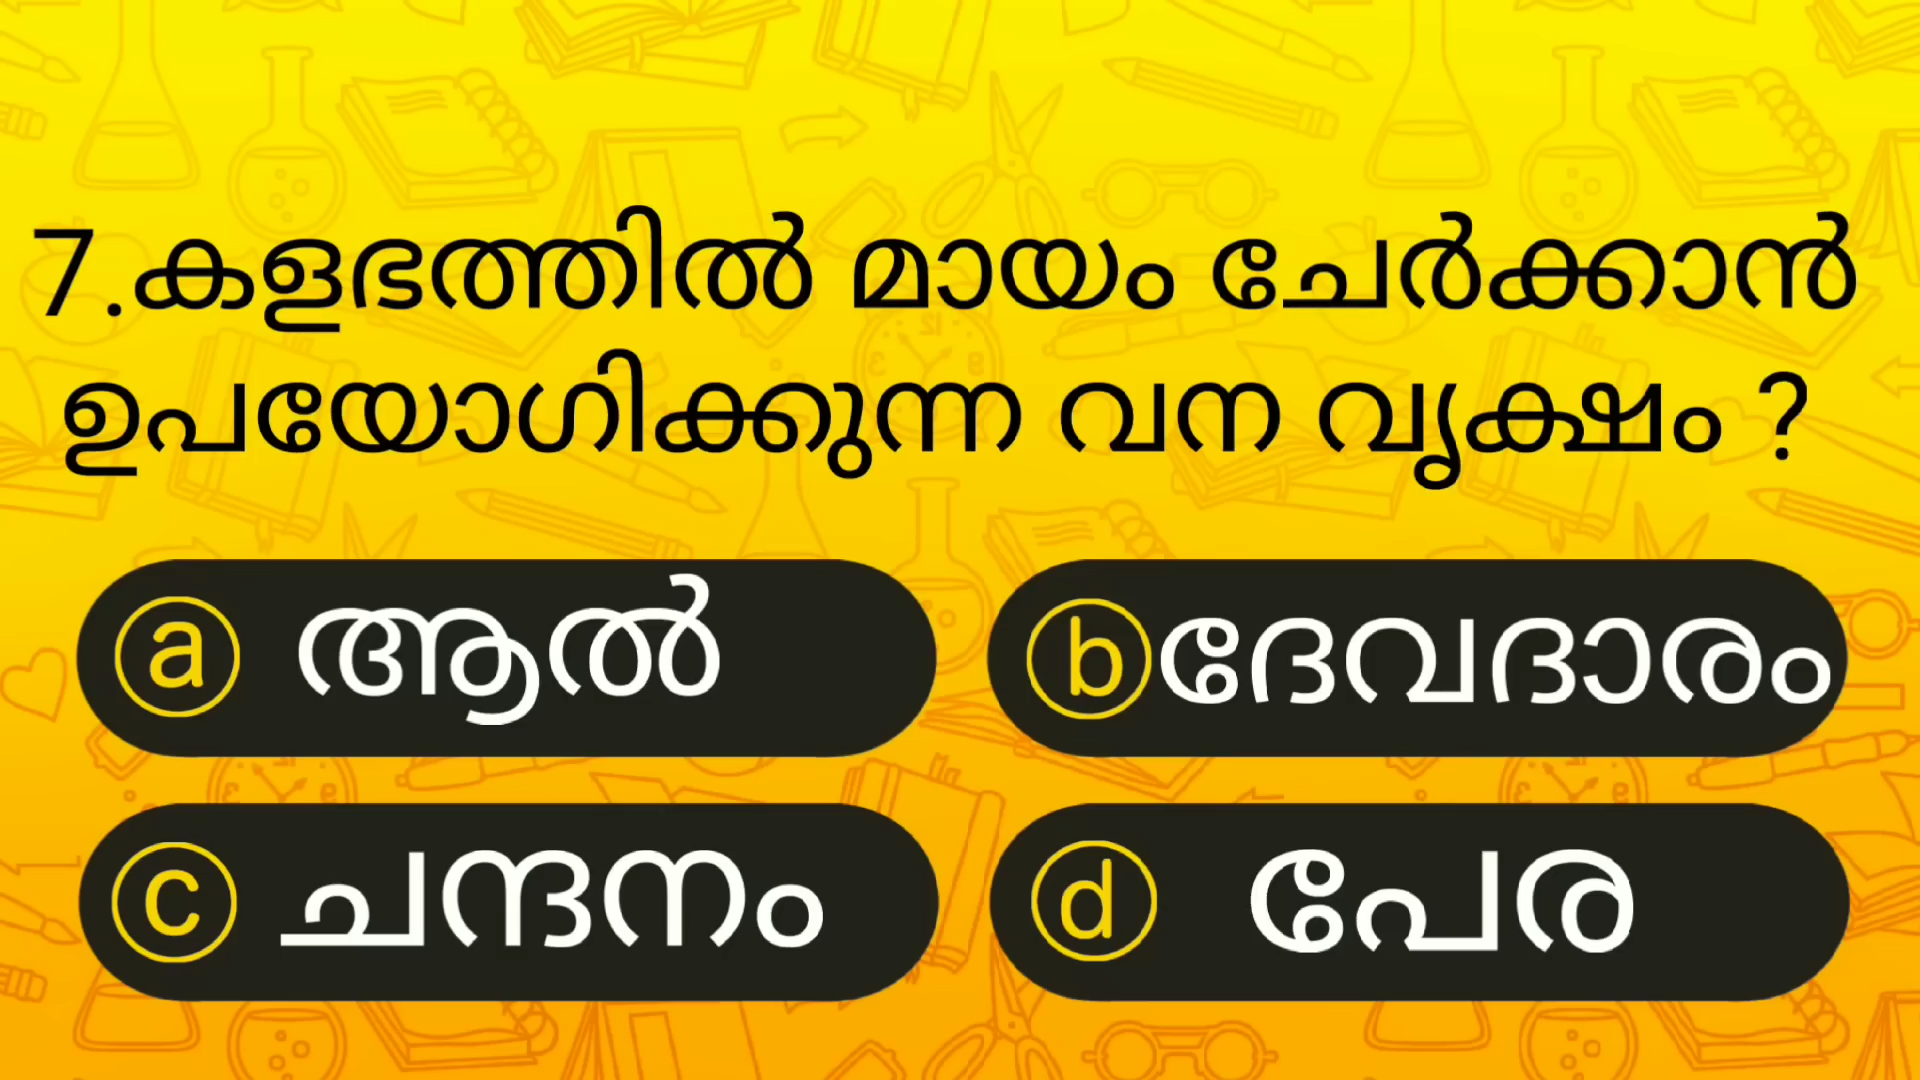 7.കളഭത്തിൽ മായം ചേർക്കാൻ
ഉപയോഗിക്കുന്ന വന വൃക്ഷം ?
a ആൽ
b ദേവദാരം
c ചന്ദനം
d പേര